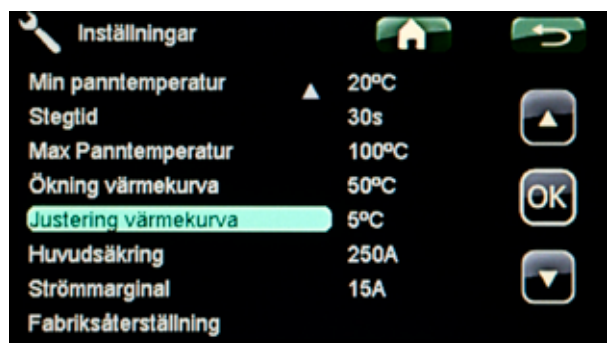 Inställningar
Min panntemperatur 20ºC
Stegtid 30s
Max Panntemperatur 100ºC
Ökning värmekurva 50ºC
OK
Justering värmekurva 5ºC
Huvudsäkring 250A
Strömmarginal 15A
Fabriksåterställning